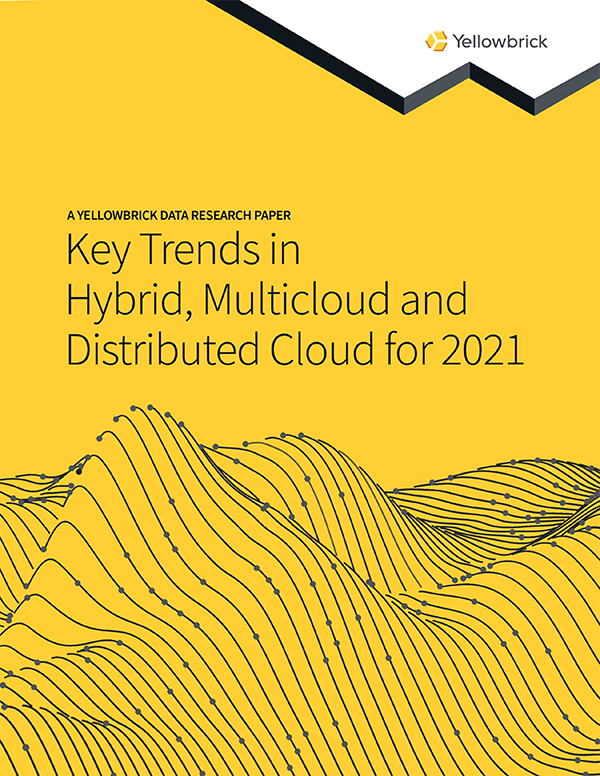 Yellowbrick
A YELLOWBRICK DATA RESEARCH PAPER
Key Trends in
Hybrid, Multicloud and
Distributed Cloud for 2021